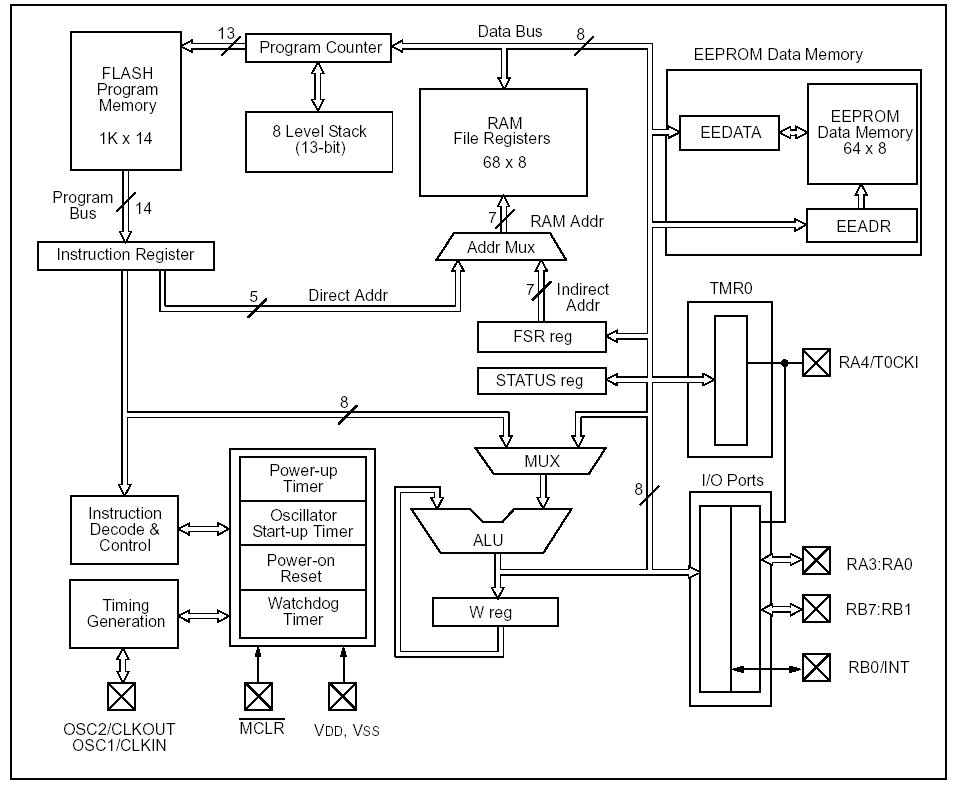 13
Program Counter
Data Bus
8
EEPROM Data Memory
FLASH
Program
Memory
1K x 14
8 Level Stack
(13-bit)
RAM
File Registers
68 x 8
EEDATA
EEPROM
Data Memory
64 x 8
EEADR
Program
Bus
14
7
RAM Addr
Addr Mux
Instruction Register
5
Direct Addr
7
Indirect
Addr
FSR reg
STATUS reg
TMR0
RA4/T0CKI
8
MUX
8
I/O Ports
Power-up
Timer
Oscillator
Start-up Timer
Power-on
Reset
Watchdog
Timer
Instruction
Decode &
Control
Timing
Generation
ALU
W reg
RA3:RA0
RB7:RB1
RB0/INT
OSC2/CLKOUT
OSC1/CLKIN
MCLR
VDD, VSS